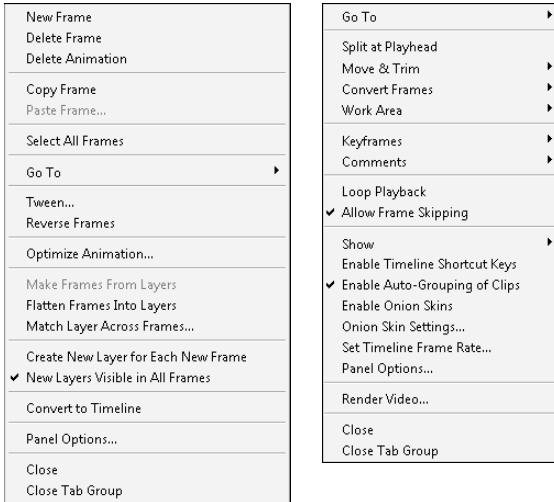 New Frame
Delete Frame
Delete Animation
Copy Frame
Paste Frame...
Select All Frames
Go To
Tween...
Reverse Frames
Optimize Animation...
Make Frames From Layers
Flatten Frames Into Layers
Match Layer Across Frames...
Create New Layer for Each New Frame
New Layers Visible in All Frames
Convert to Timeline
Panel Options...
Close
Close Tab Group
Go To
Split at Playhead
Move & Trim
Convert Frames
Work Area
Keyframes
Comments
Loop Playback
Allow Frame Skipping
Show
Enable Timeline Shortcut Keys
Enable Auto-Grouping of Clips
Enable Onion Skins
Onion Skin Settings...
Set Timeline Frame Rate...
Panel Options...
Render Video...
Close
Close Tab Group